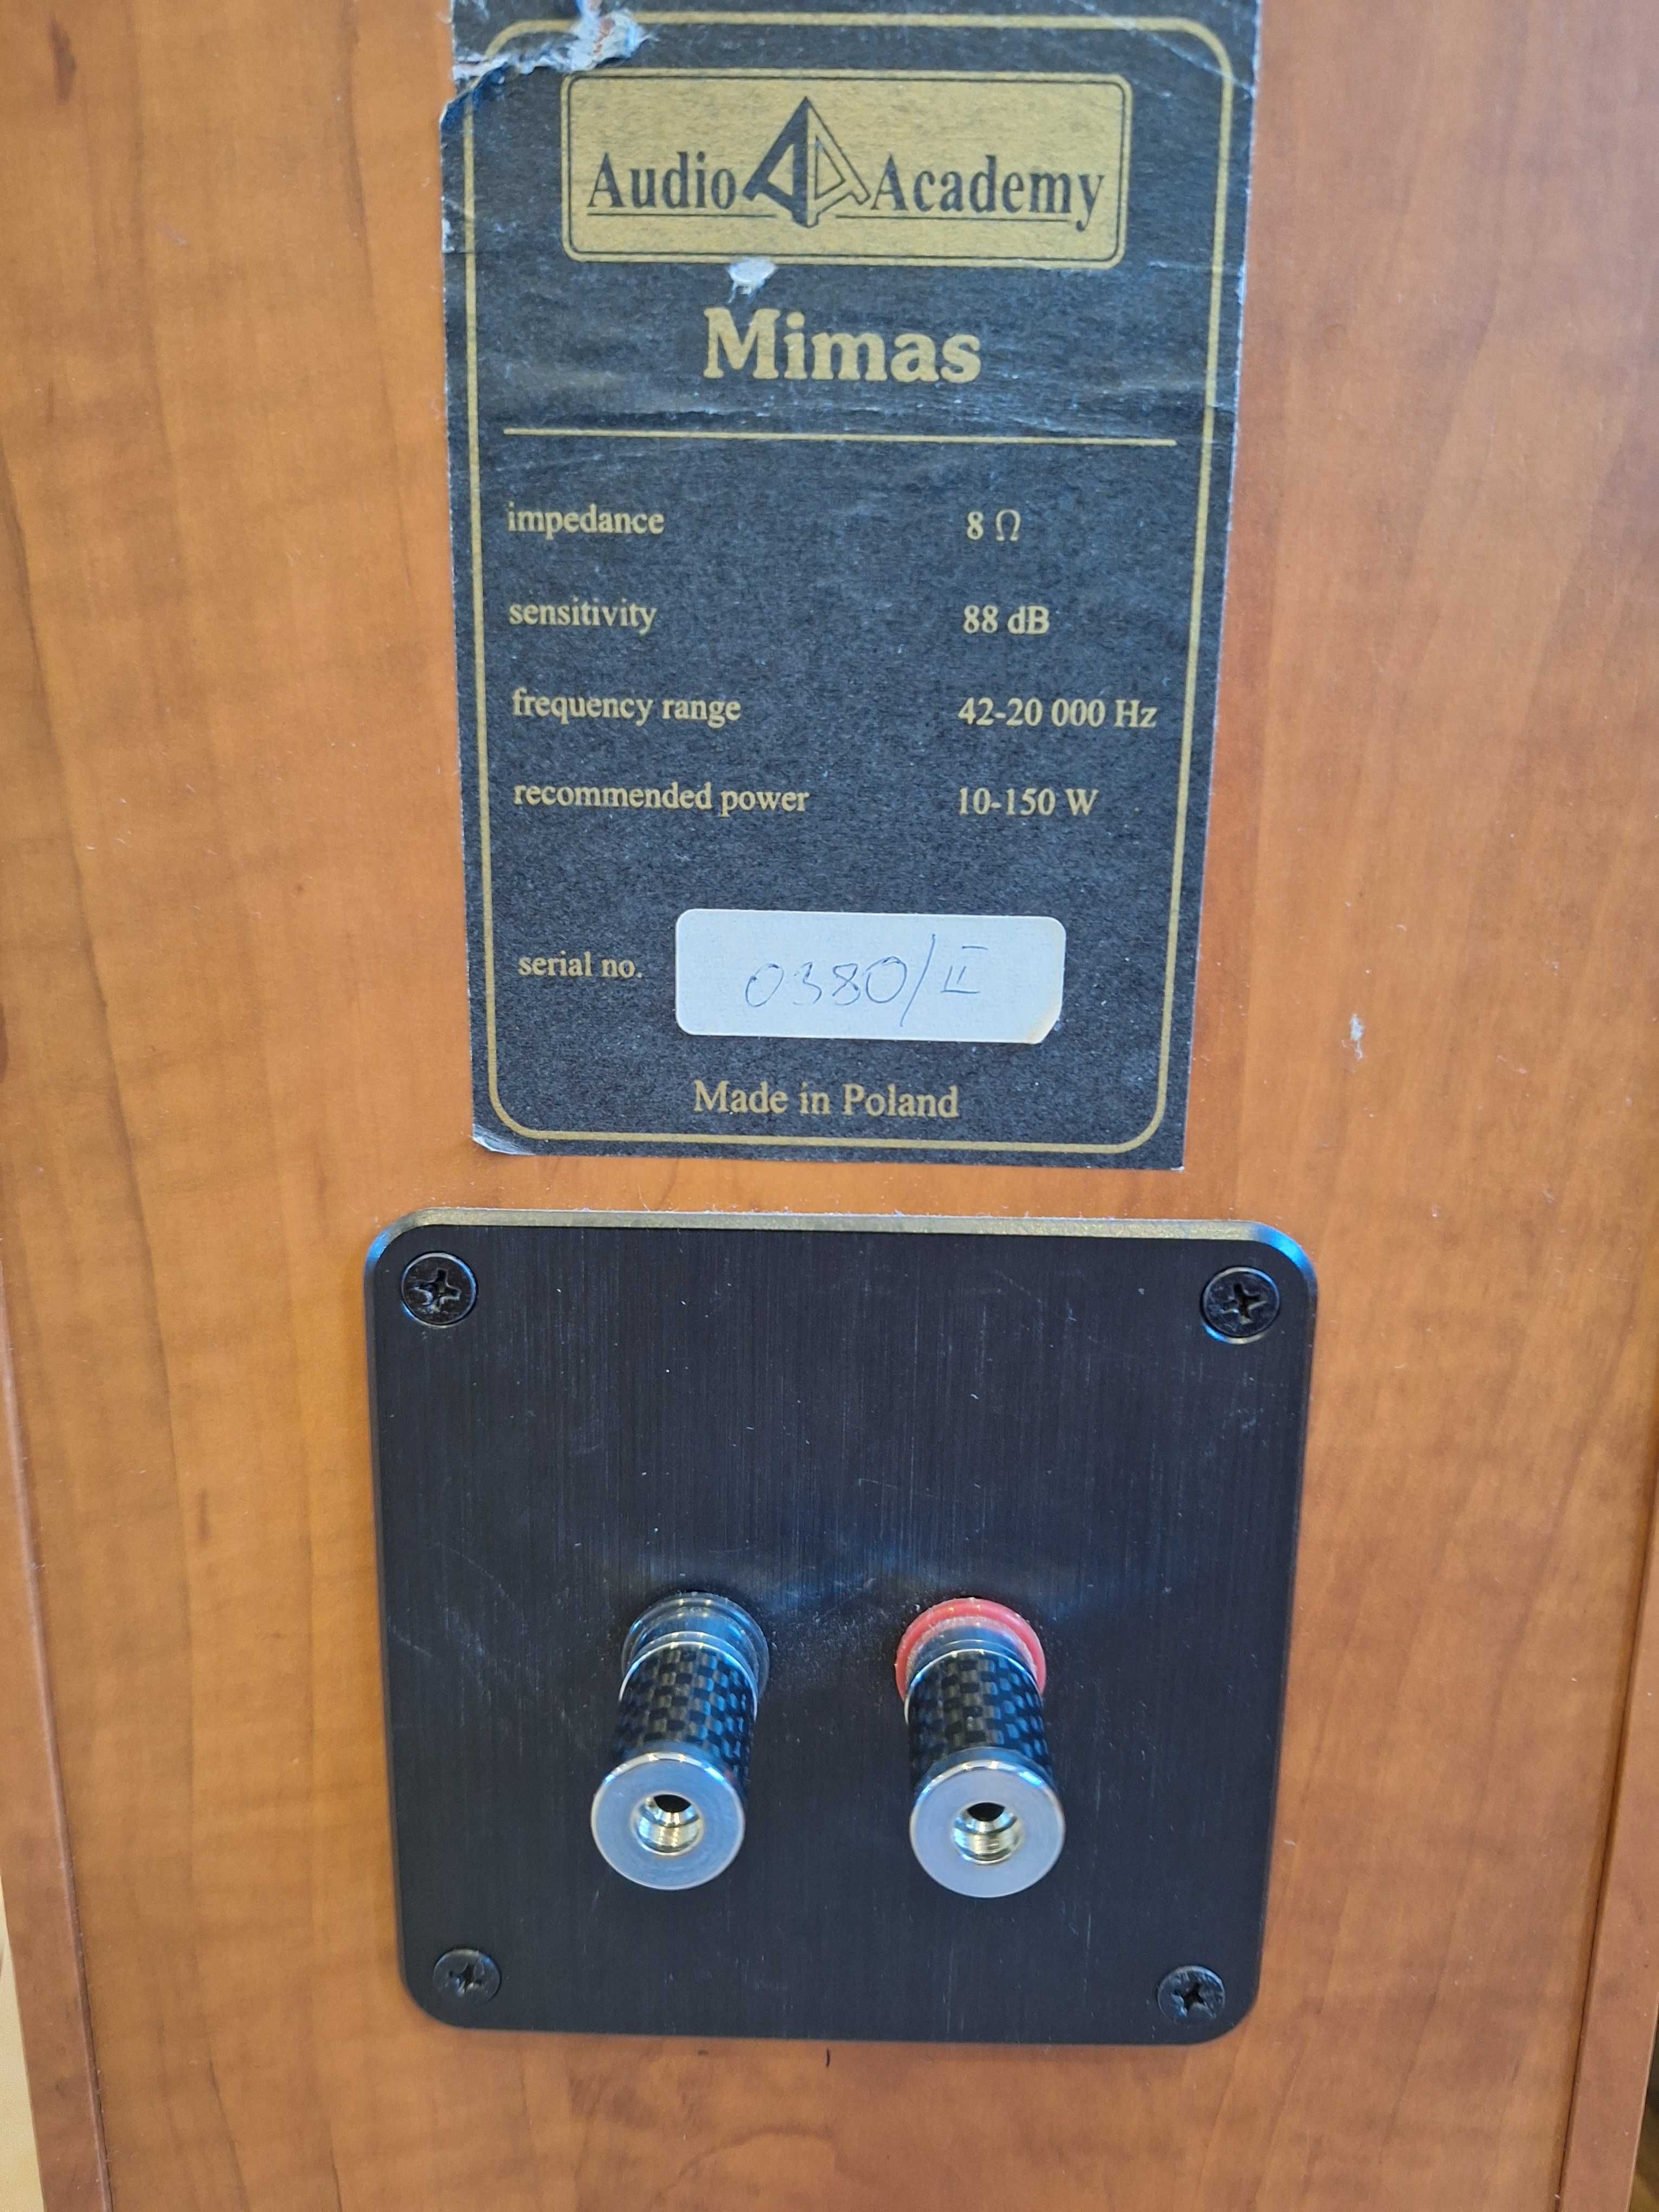 Audio Academy
Mimas
impedance 8 Ω
sensitivity 88 dB
frequency range 42-20 000 Hz
recommended power 10-150 W
serial no. 0380/II
Made in Poland